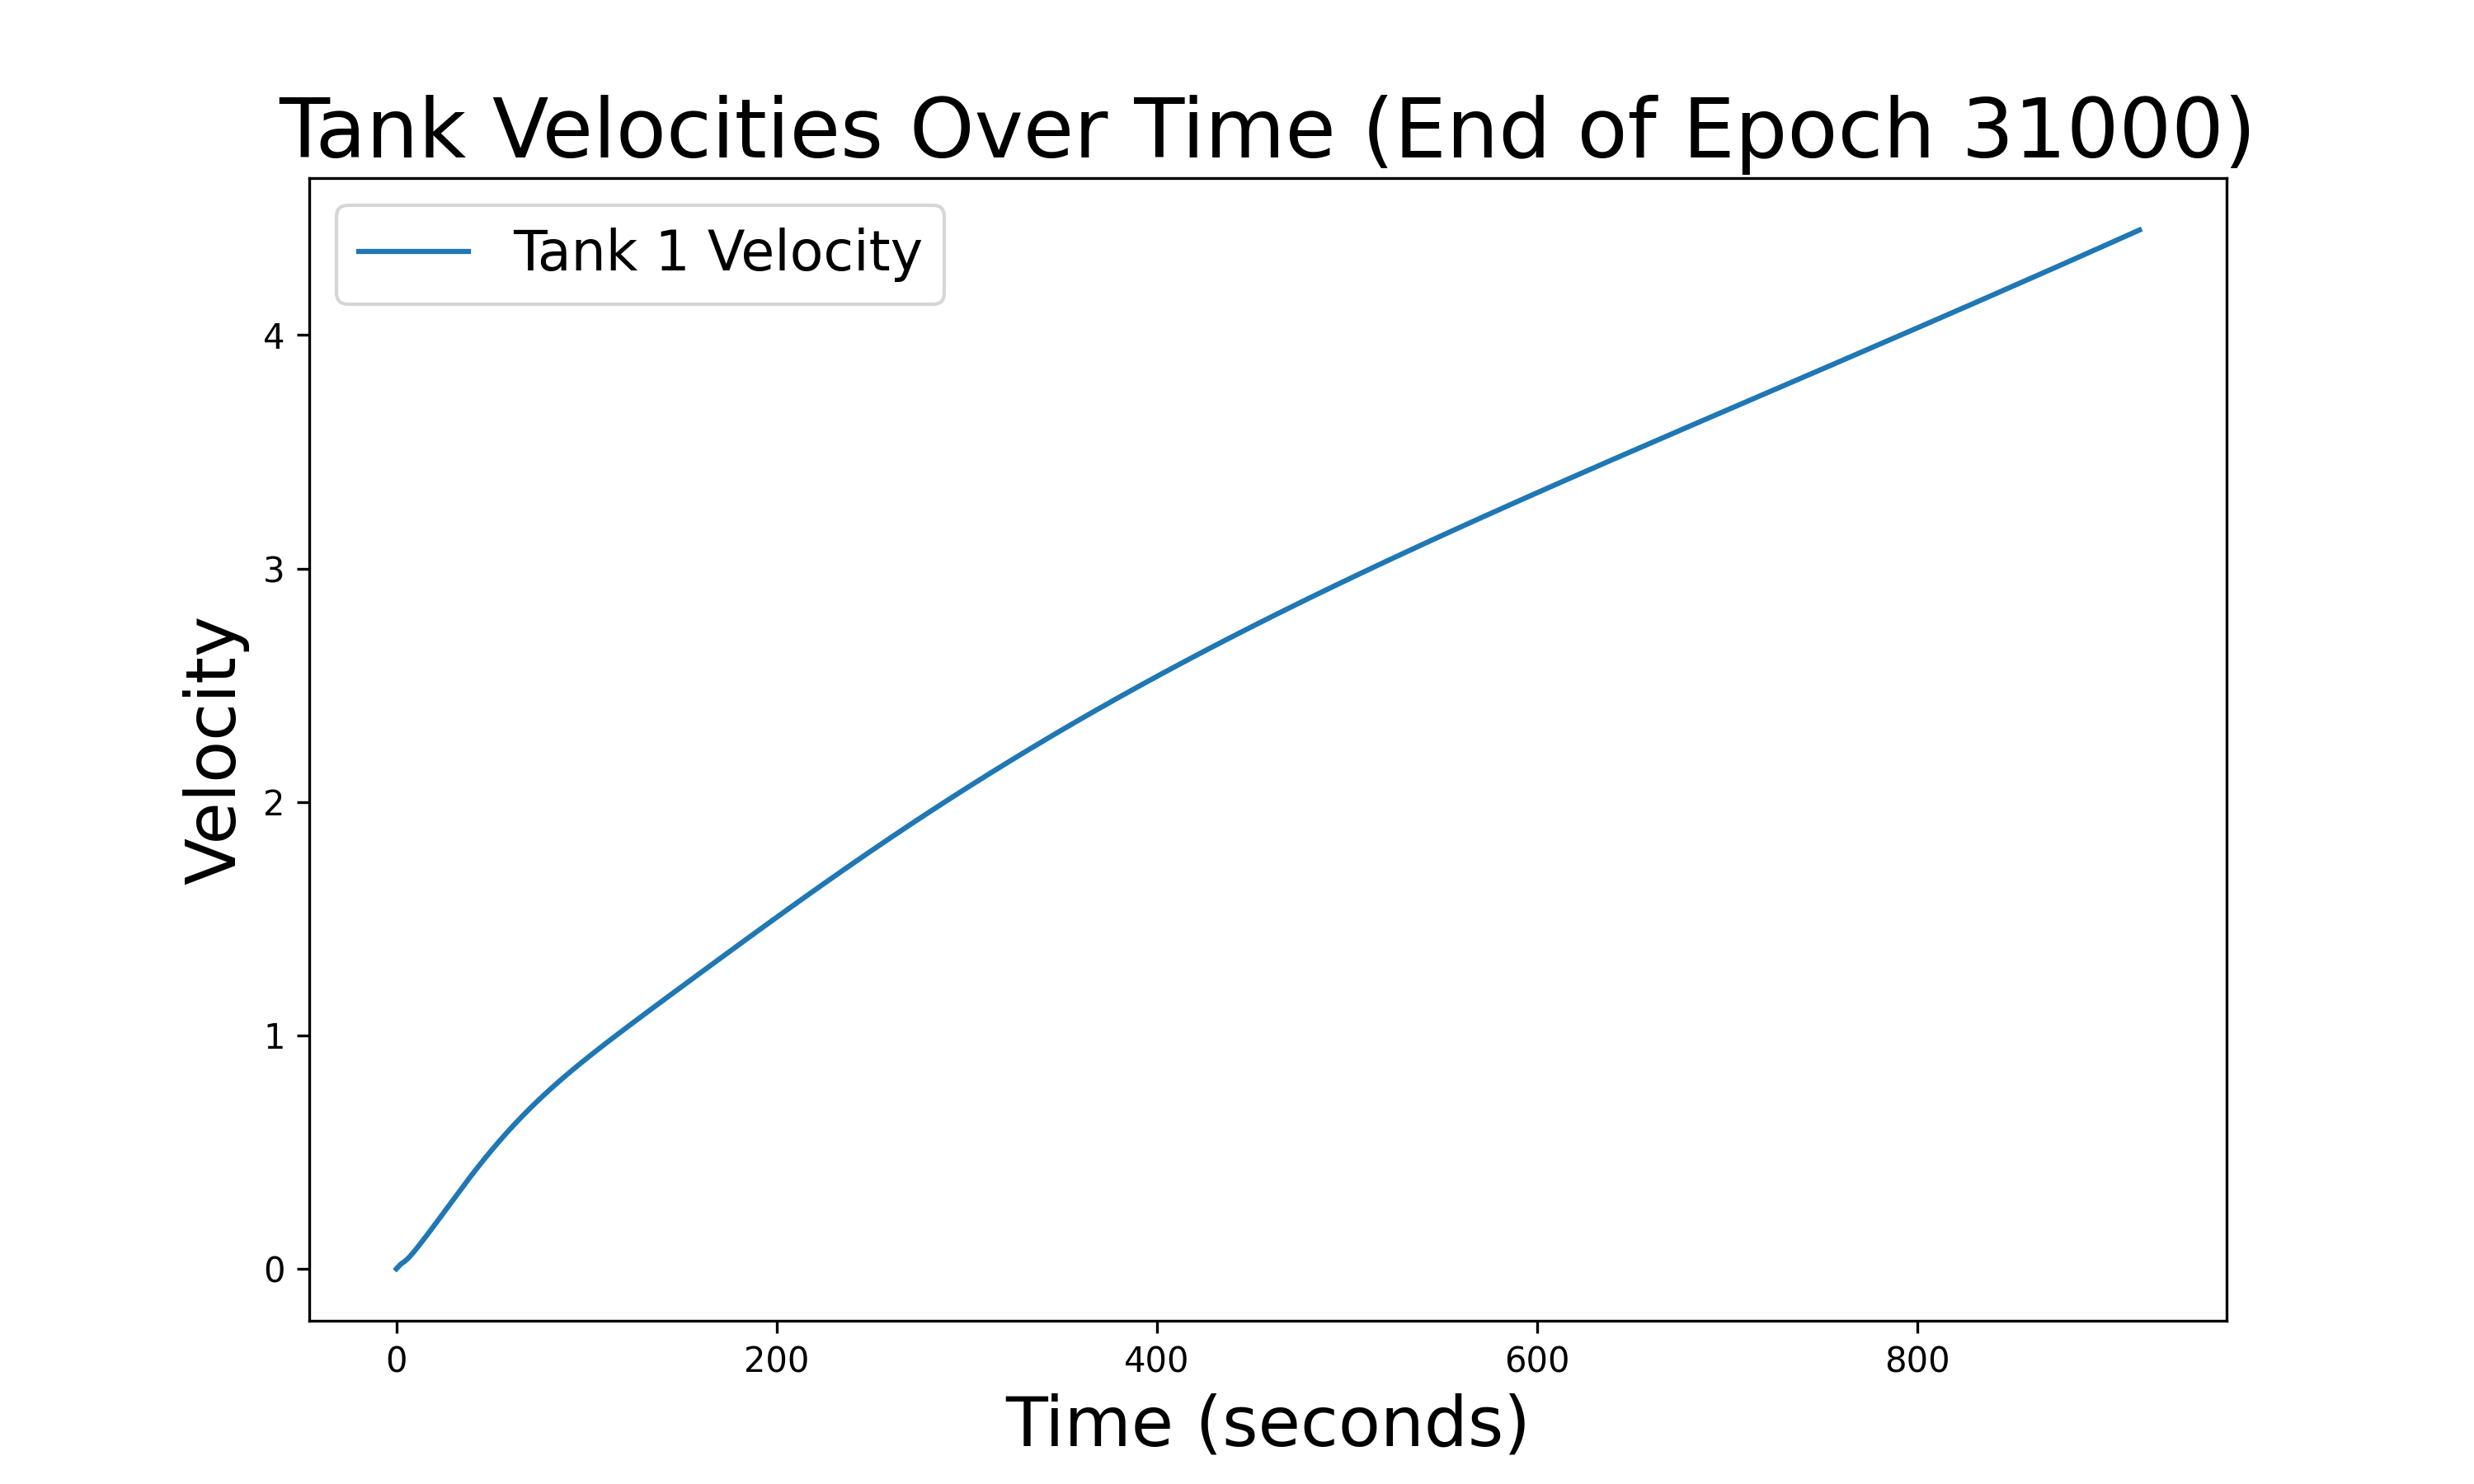 Tank Velocities Over Time (End of Epoch 31000)
Tank 1 Velocity
4
3
2
1
0
Velocity
0 200 400 600 800
Time (seconds)